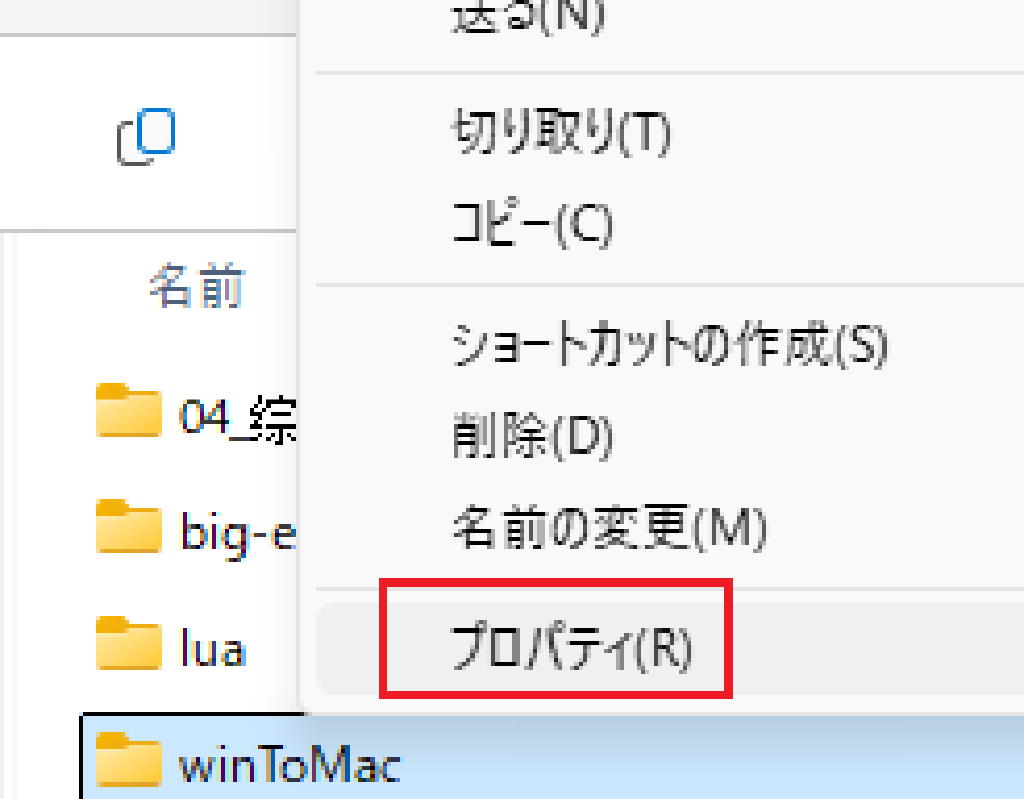 送る(N)
切り取り(T)
コピー(C)
名前
ショートカットの作成(S)
04_综
削除(D)
big-e
名前の変更(M)
lua
プロパティ(R)
winToMac